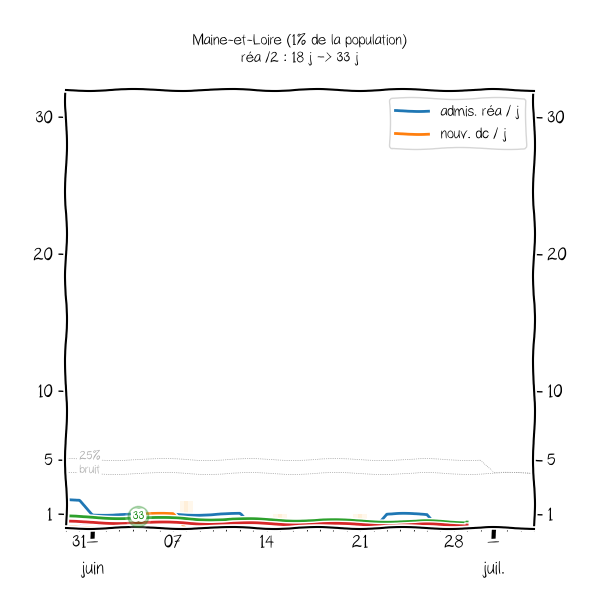 Maine-et-Loire (1% de la population)
réa /2 : 18 j -> 33 j
admis. réa / j
nouv. dc / j
30 30
20 20
10 10
5 25% 5
bruit
1 33 1
31 07 14 21 28
juin juil.